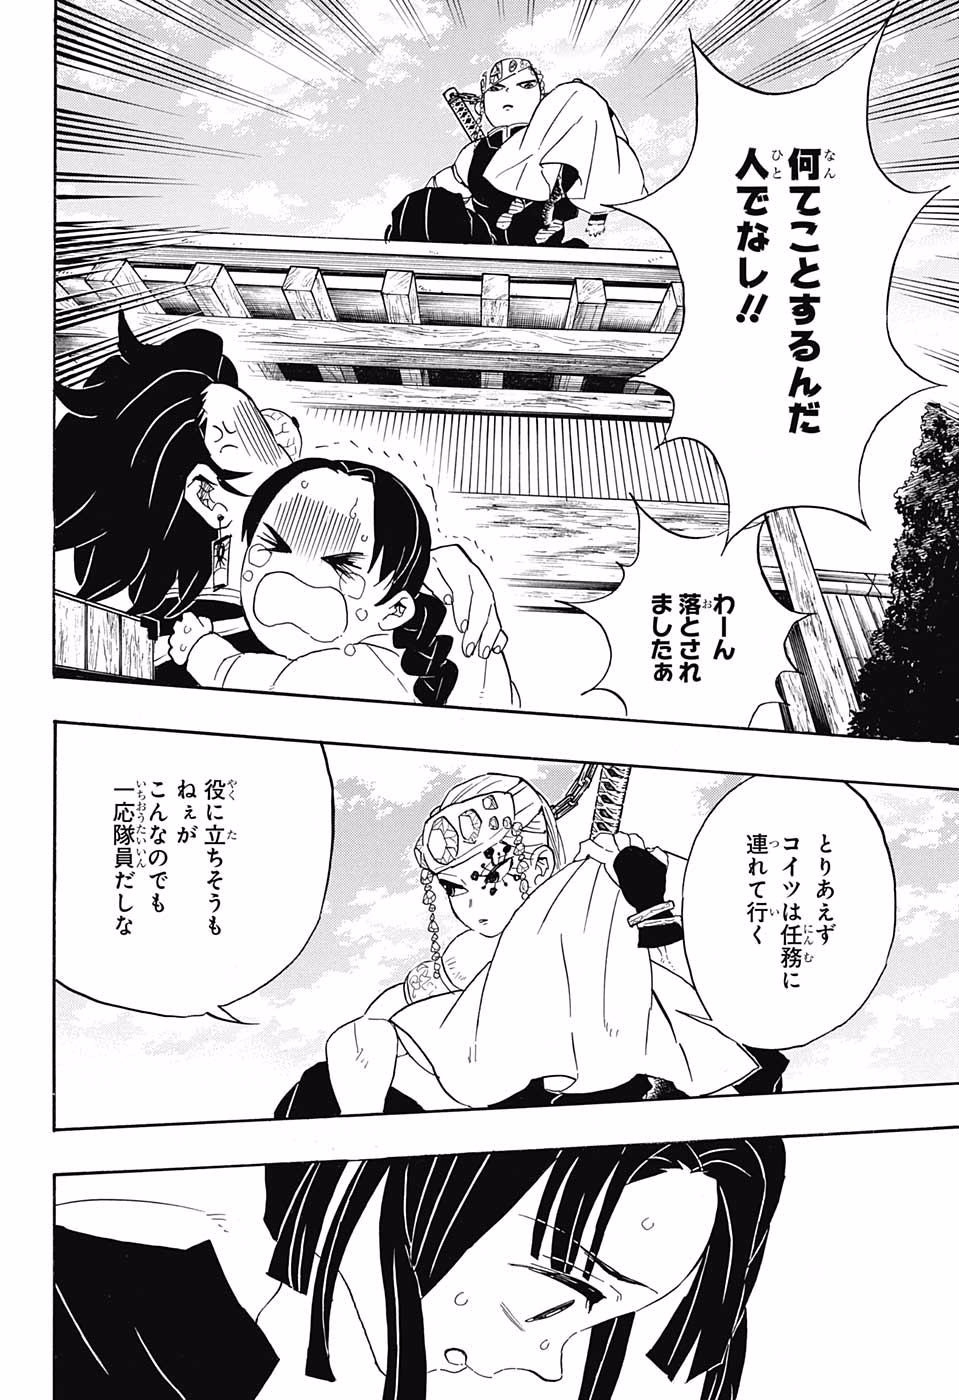 何てことするんだ
人でなし!!
わーん
落とされ
ましたぁ
とりあえず
コイツは任務に
連れて行く
役に立ちそうも
ねぇが
こんなのでも
一応隊員だしな